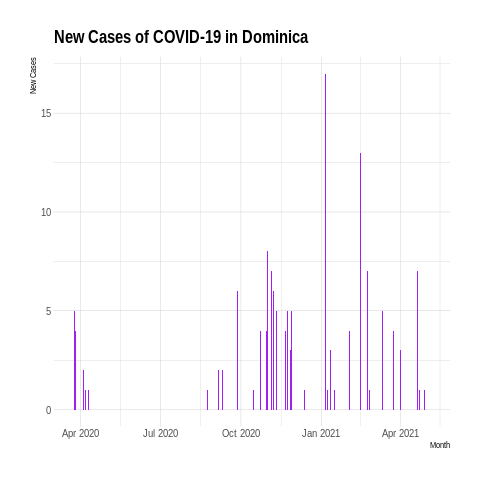 New Cases of COVID-19 in Dominica
New Cases
15
10
5
0
Apr 2020 Jul 2020 Oct 2020 Jan 2021 Apr 2021
Month